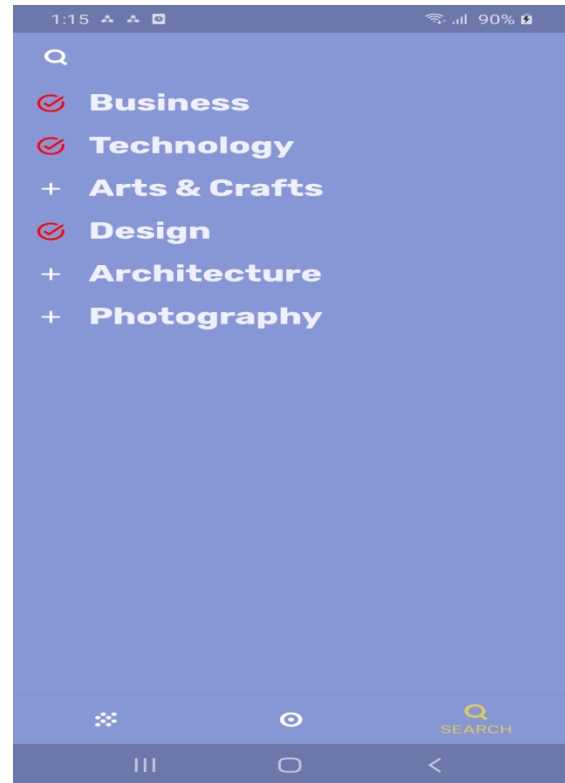 1:15 90%
Business
Technology
+ Arts & Crafts
Design
+ Architecture
+ Photography
SEARCH